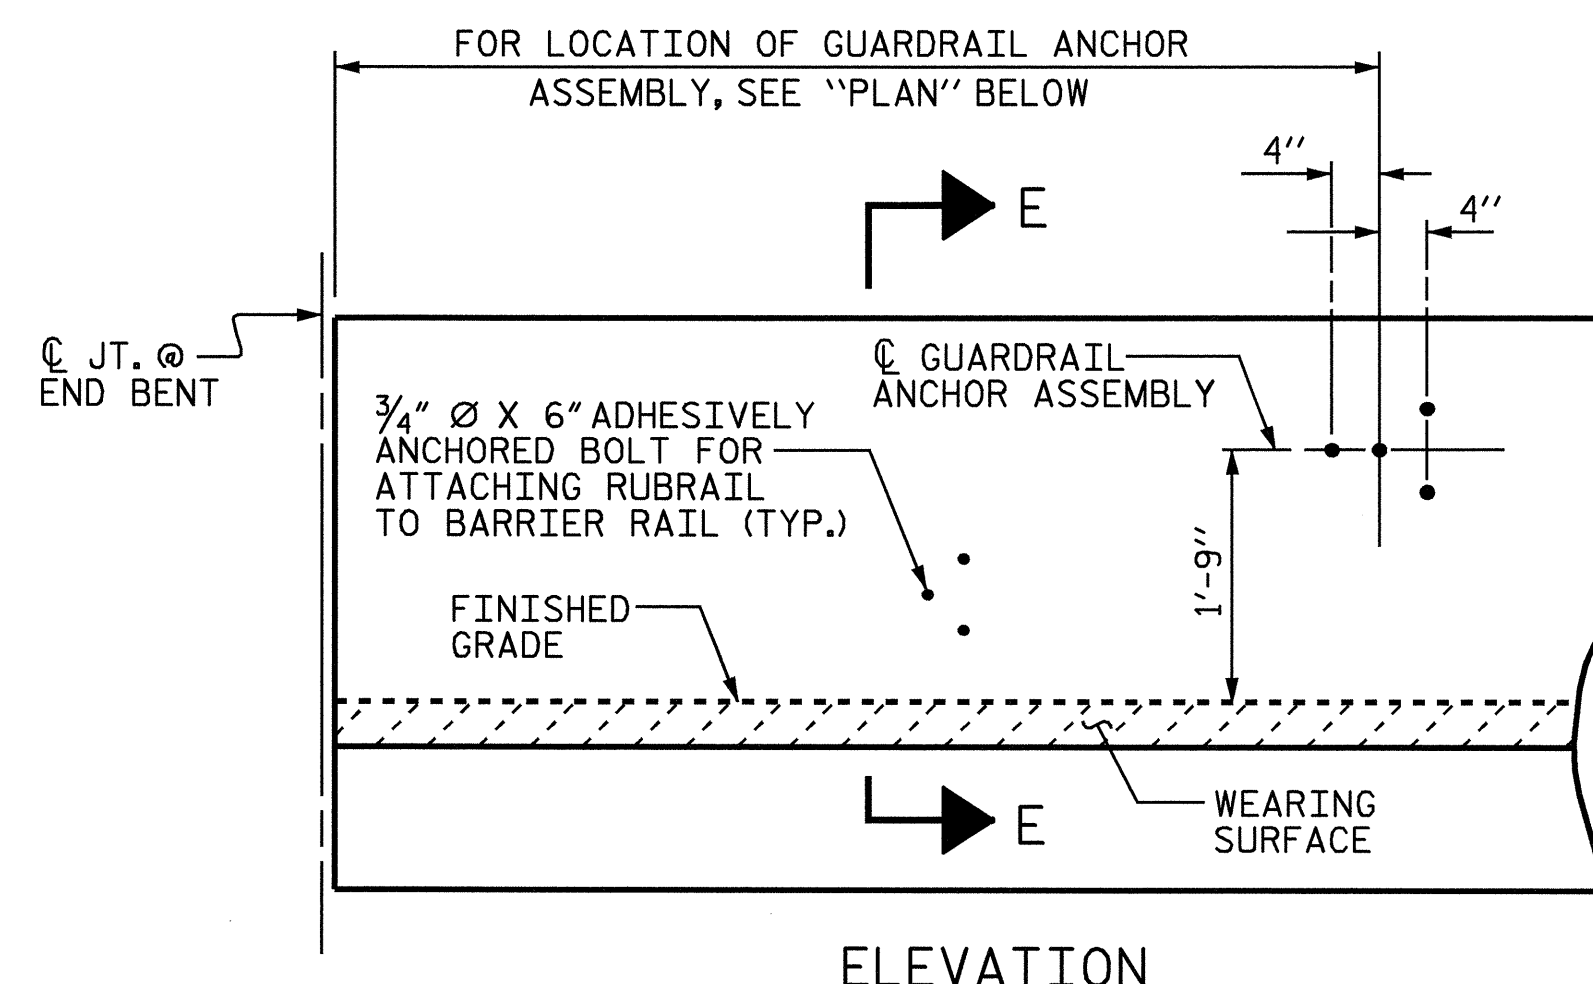 FOR LOCATION OF GUARDRAIL ANCHOR
ASSEMBLY, SEE "PLAN" BELOW
4"
4"
E
℄ JT. @
END BENT
℄ GUARDRAIL
ANCHOR ASSEMBLY
3/4" Ø X 6" ADHESIVELY
ANCHORED BOLT FOR
ATTACHING RUBRAIL
TO BARRIER RAIL (TYP.)
1'-9"
FINISHED
GRADE
WEARING
SURFACE
E
ELEVATION